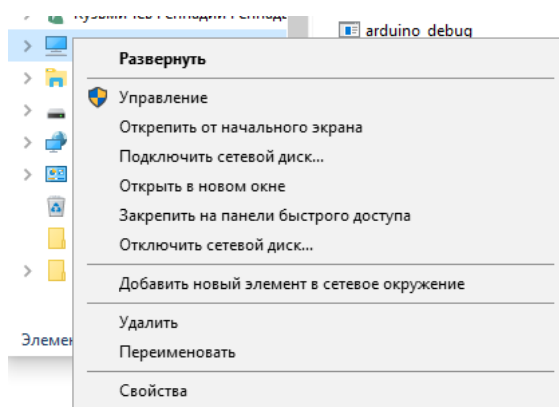 arduino_debug
Развернуть
Управление
Открепить от начального экрана
Подключить сетевой диск...
Открыть в новом окне
Закрепить на панели быстрого доступа
Отключить сетевой диск...
Добавить новый элемент в сетевое окружение
Удалить
Элемен
Переименовать
Свойства